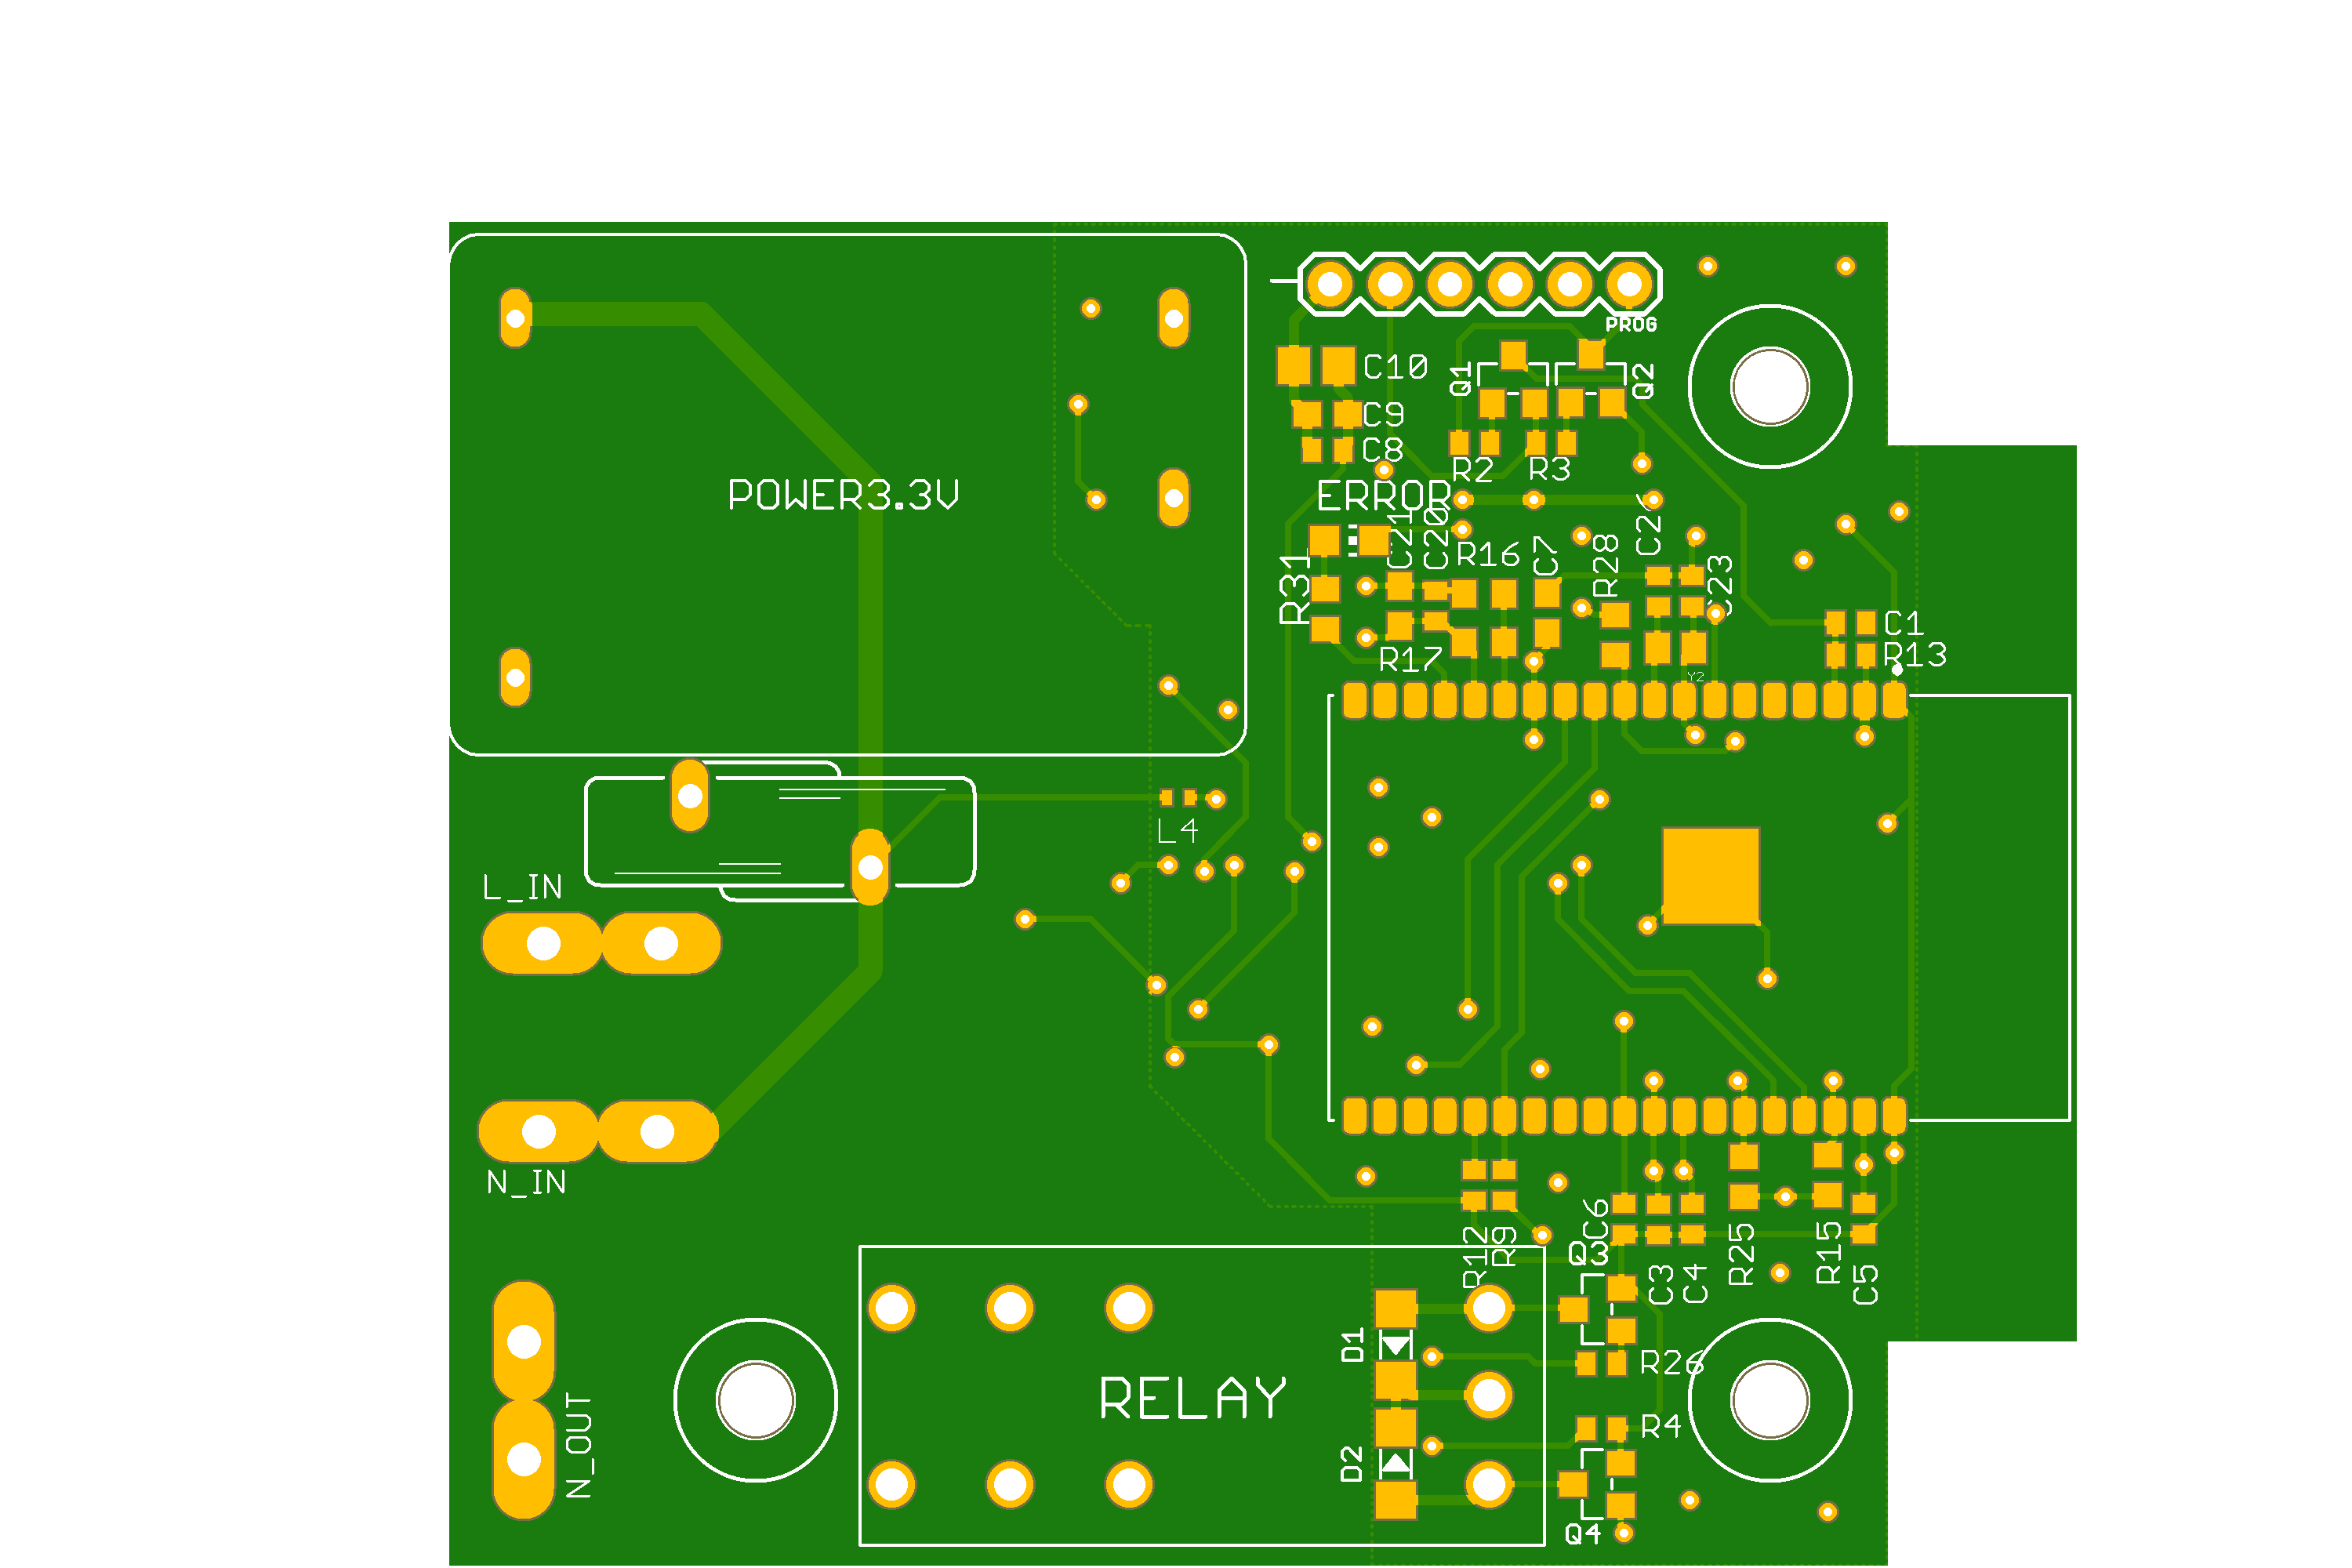 PROG
C10
Q1
Q2
C9
C8
R2
R3
POWER3.3V
ERROR
C21
C20
R16
C7
R28
C26
C23
R31
C1
R17
R13
Y2
L4
L_IN
N_IN
R12
R9
C6
Q3
C3
C4
R25
R15
C5
D1
R26
RELAY
N_OUT
R4
D2
Q4